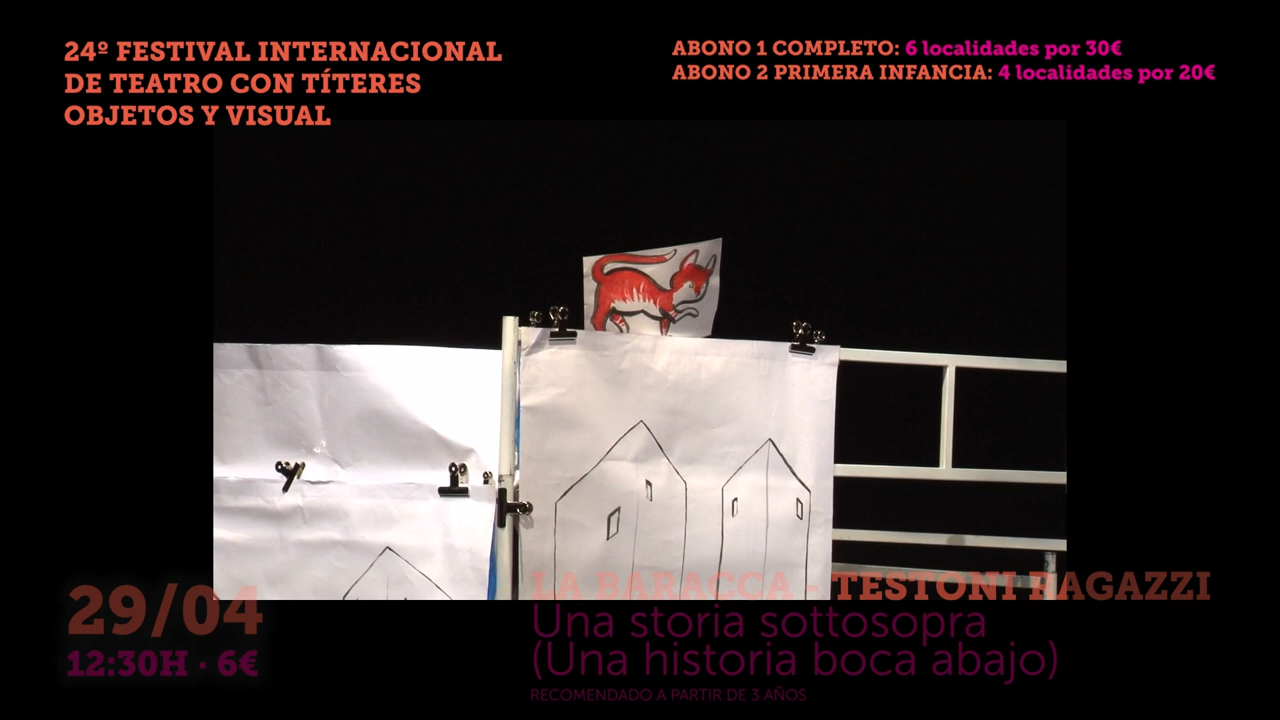 24º FESTIVAL INTERNACIONAL
DE TEATRO CON TÍTERES
OBJETOS Y VISUAL
ABONO 1 COMPLETO: 6 localidades por 30€
ABONO 2 PRIMERA INFANCIA: 4 localidades por 20€
29/04
12:30H · 6€
LA BARACCA - TESTONI RAGAZZI
Una storia sottosopra
(Una historia boca abajo)
RECOMENDADO A PARTIR DE 3 AÑOS